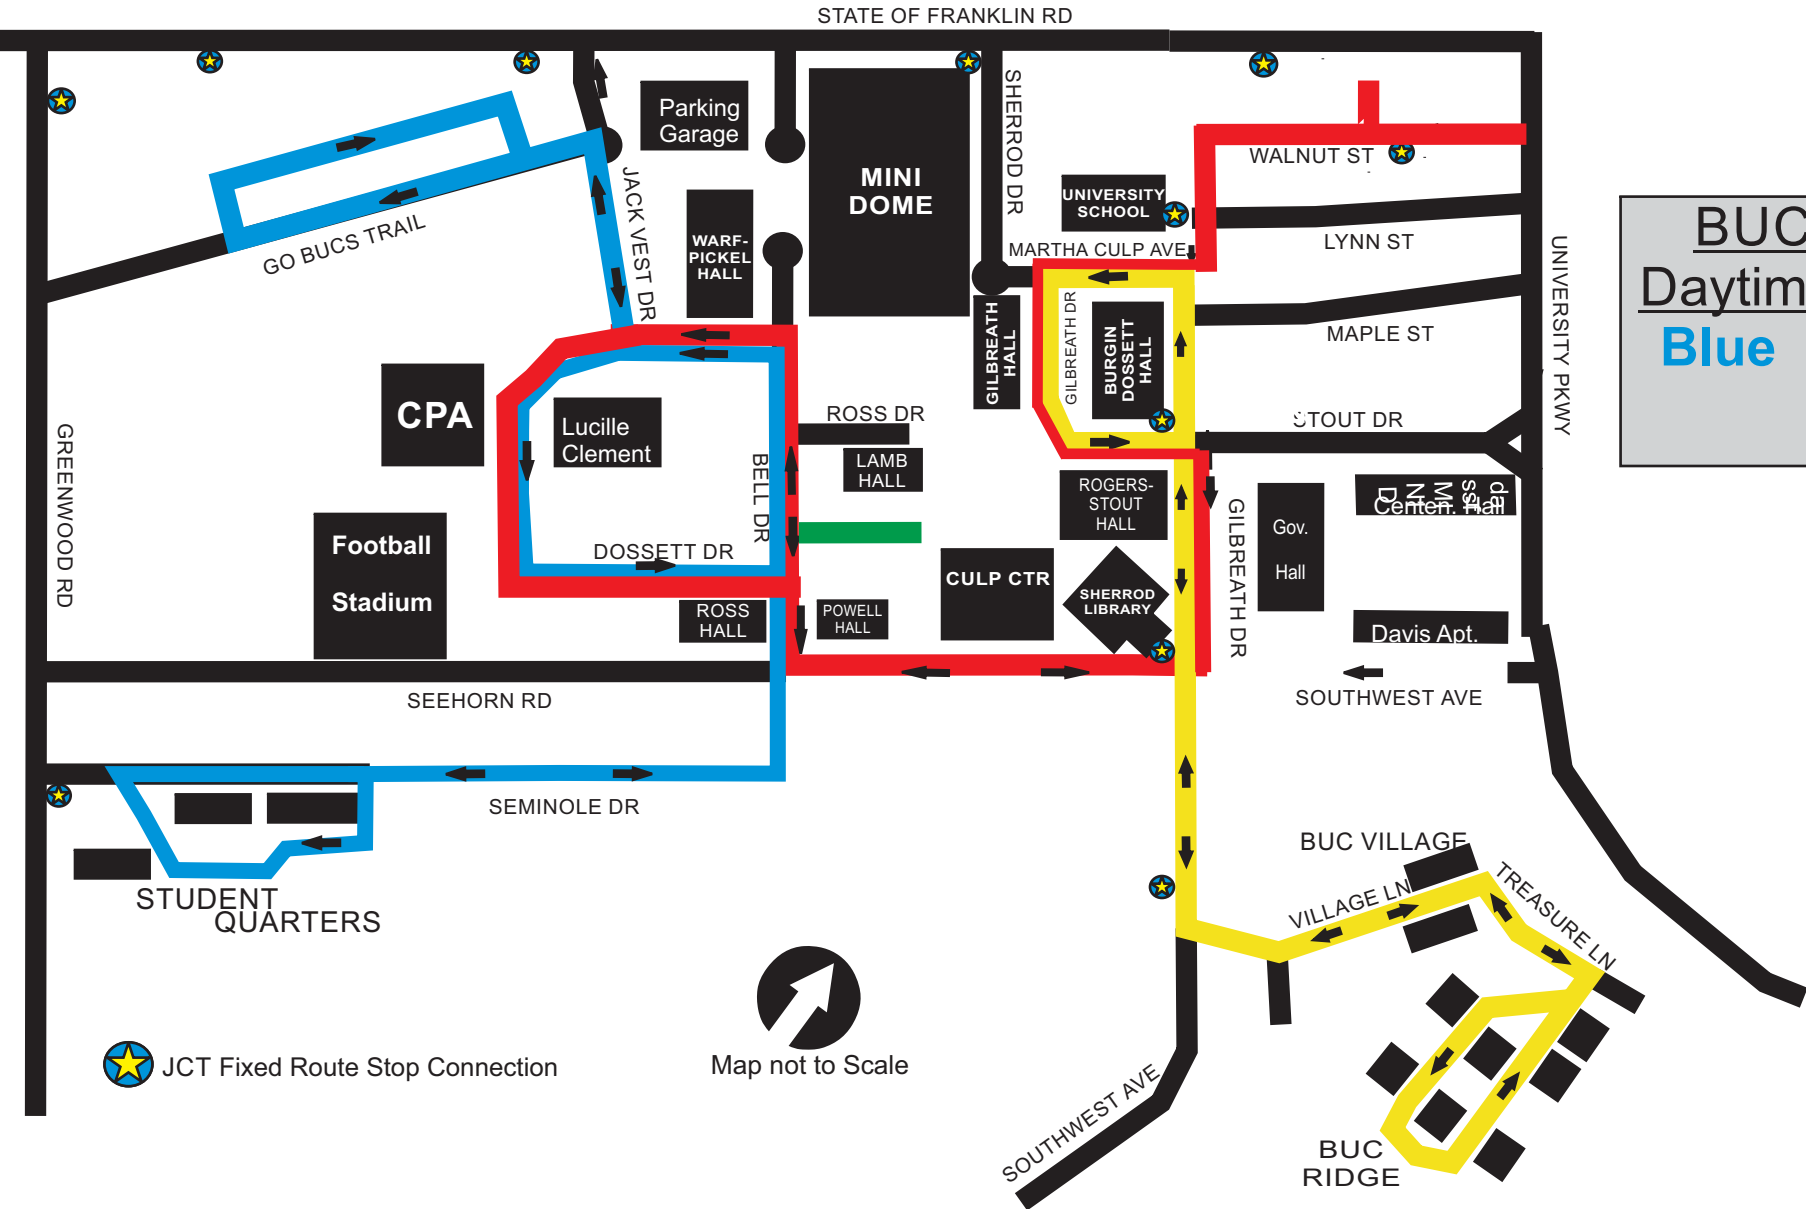 STATE OF FRANKLIN RD
Parking
Garage
SHERROD DR
MINI
DOME
WALNUT ST
UNIVERSITY
SCHOOL
JACK VEST DR
WARF-
PICKEL
HALL
GO BUCS TRAIL
MARTHA CULP AVE
LYNN ST
UNIVERSITY PKWY
BUC
Daytim
Blue
GILBREATH
HALL
GILBREATH DR
BURGIN
DOSSETT
HALL
MAPLE ST
CPA
Lucille
Clement
ROSS DR
STOUT DR
GREENWOOD RD
BELL DR
LAMB
HALL
ROGERS-
STOUT
HALL
GILBREATH DR
Gov.
Hall
Hall
Football
Stadium
DOSSETT DR
CULP CTR
SHERROD
LIBRARY
ROSS
HALL
POWELL
HALL
Davis Apt.
SEEHORN RD
SOUTHWEST AVE
SEMINOLE DR
STUDENT
QUARTERS
BUC VILLAGE
VILLAGE LN
TREASURE LN
JCT Fixed Route Stop Connection
Map not to Scale
SOUTHWEST AVE
BUC
RIDGE